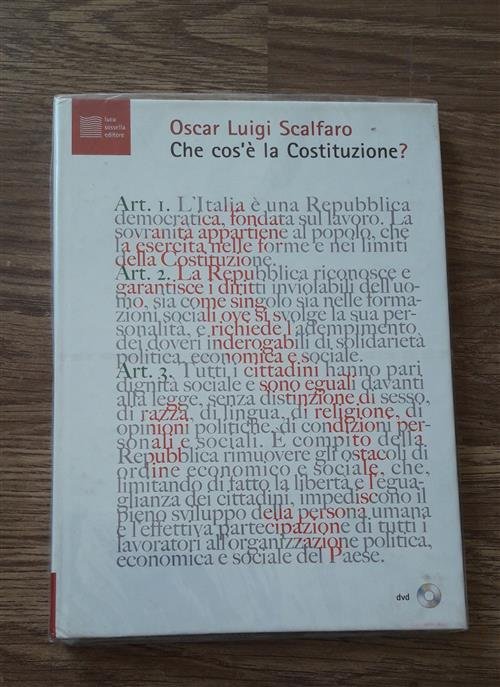 luca
sossella
editore
Oscar Luigi Scalfaro
Che cos'è la Costituzione?
Art. 1. L'Italia è una Repubblica
democratica, fondata sul lavoro. La
sovranità appartiene al popolo, che
la esercita nelle forme e nei limiti
della Costituzione.
Art. 2. La Repubblica riconosce e
garantisce i diritti inviolabili dell'uo-
mo, sia come singolo sia nelle forma-
zioni sociali ove si svolge la sua per-
sonalità, e richiede l'adempimento
dei doveri inderogabili di solidarietà
politica, economica e sociale.
Art. 3. Tutti i cittadini hanno pari
dignità sociale e sono eguali davanti
alla legge, senza distinzione di sesso,
di razza, di lingua, di religione, di
opinioni politiche, di condizioni per-
sonali e sociali. È compito della
Repubblica rimuovere gli ostacoli di
ordine economico e sociale, che,
limitando di fatto la libertà e l'egua-
glianza dei cittadini, impediscono il
pieno sviluppo della persona umana
e l'effettiva partecipazione di tutti i
lavoratori all'organizzazione politica,
economica e sociale del Paese.
dvd